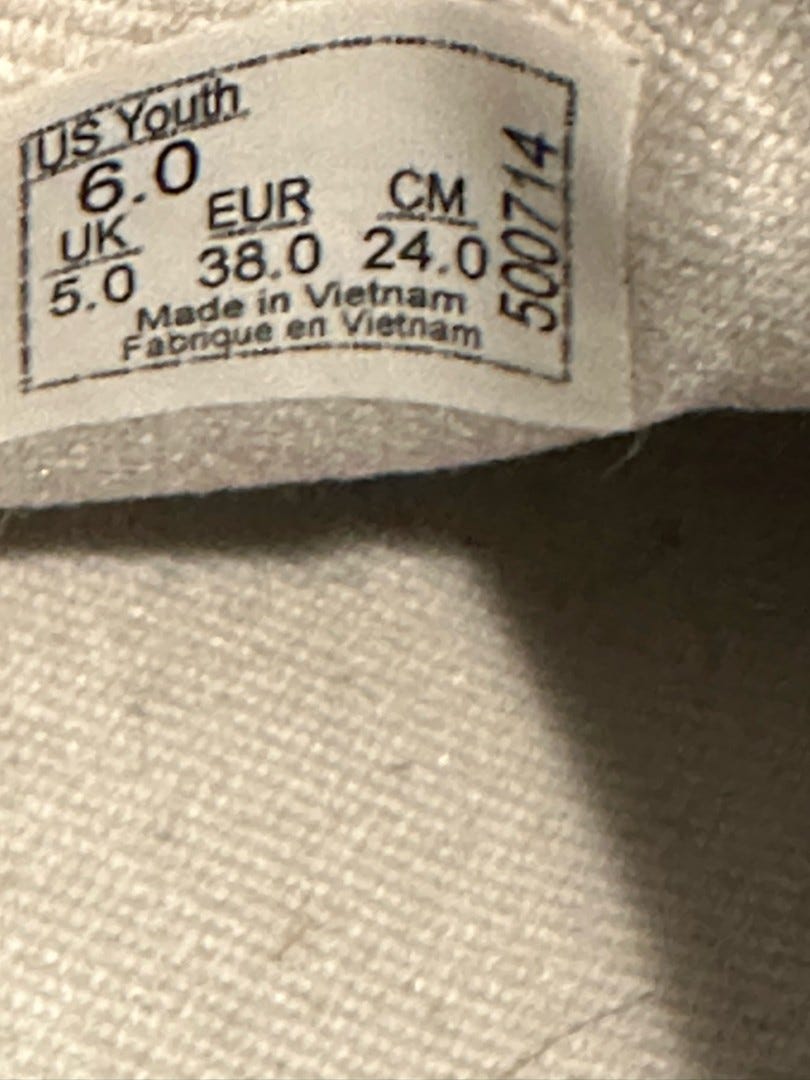 US Youth
6.0
UK EUR CM
5.0 38.0 24.0
Made in Vietnam
Fabrique en Vietnam
500714